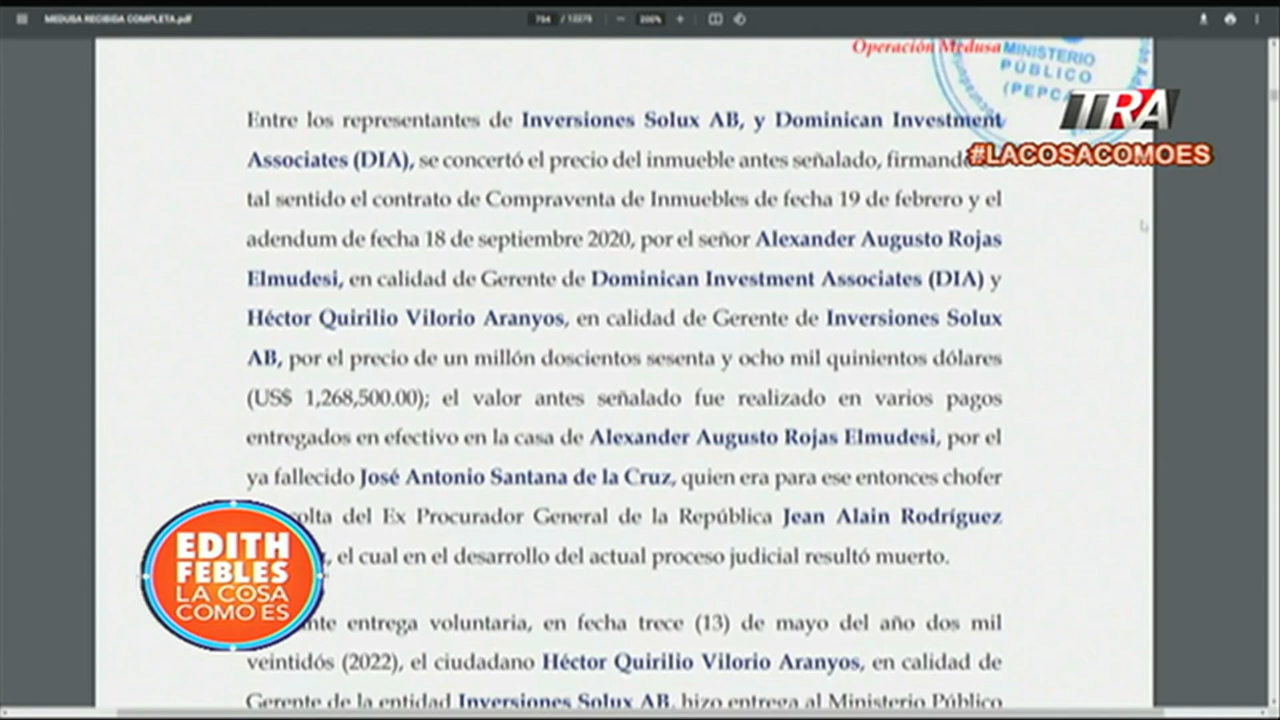 MEDUSA RECIBIDA COMPLETA.pdf
200%
Operación Medusa
MINISTERIO
PÚBLICO
(PEPCA
TRA
#LACOSACOMOES
Entre los representantes de Inversiones Solux AB, y Dominican Investment
Associates (DIA), se concertó el precio del inmueble antes señalado, firmando
tal sentido el contrato de Compraventa de Inmuebles de fecha 19 de febrero y el
adendum de fecha 18 de septiembre 2020, por el señor Alexander Augusto Rojas
Elmudesi, en calidad de Gerente de Dominican Investment Associates (DIA) y
Héctor Quirilio Vilorio Aranyos, en calidad de Gerente de Inversiones Solux
AB, por el precio de un millón doscientos sesenta y ocho mil quinientos dólares
(US$ 1,268,500.00); el valor antes señalado fue realizado en varios pagos
entregados en efectivo en la casa de Alexander Augusto Rojas Elmudesi, por el
ya fallecido José Antonio Santana de la Cruz, quien era para ese entonces chofer
del Ex Procurador General de la República Jean Alain Rodríguez
, el cual en el desarrollo del actual proceso judicial resultó muerto.
entrega voluntaria, en fecha trece (13) de mayo del año dos mil
veintidós (2022), el ciudadano Héctor Quirilio Vilorio Aranyos, en calidad de
Gerente de la entidad Inversiones Solux AB, hizo entrega al Ministerio Público
EDITH
FEBLES
LA COSA
COMO ES